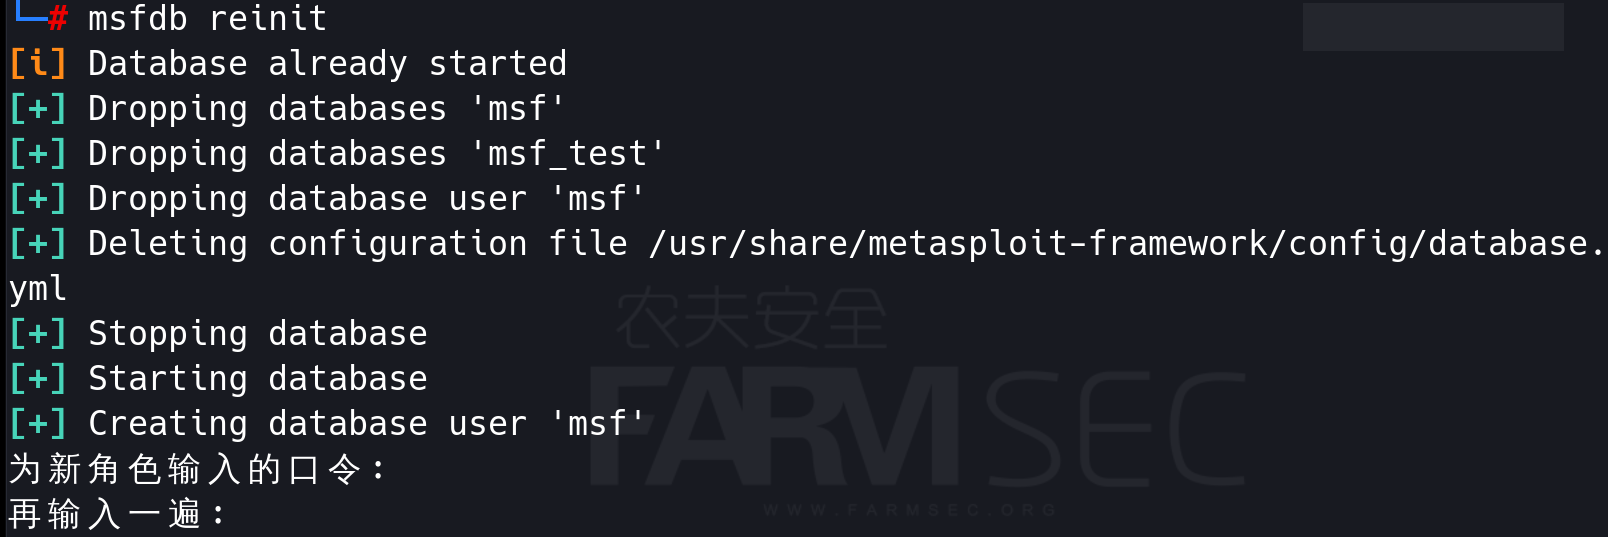 └─# msfdb reinit
[i] Database already started
[+] Dropping databases 'msf'
[+] Dropping databases 'msf_test'
[+] Dropping database user 'msf'
[+] Deleting configuration file /usr/share/metasploit-framework/config/database.
yml
[+] Stopping database
[+] Starting database
[+] Creating database user 'msf'
为新角色输入的口令:
再输入一遍:
农夫安全
FARMSEC
WWW.FARMSEC.ORG